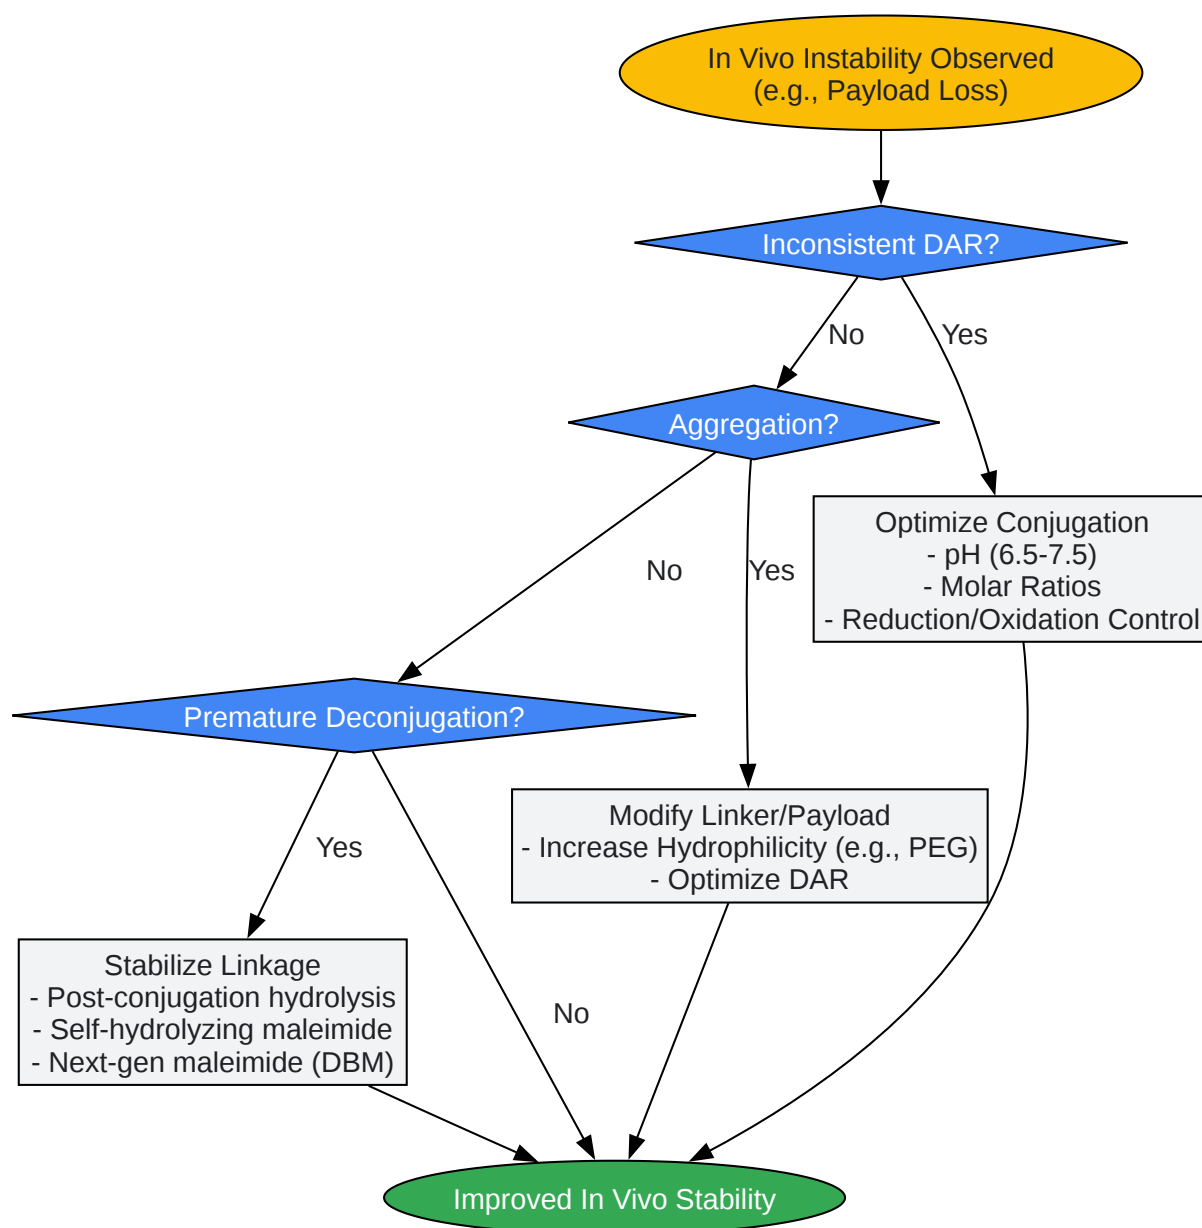 In Vivo Instability Observed
(e.g., Payload Loss)
Inconsistent DAR?
No
Yes
Aggregation?
Optimize Conjugation
- pH (6.5-7.5)
- Molar Ratios
- Reduction/Oxidation Control
No
Yes
Premature Deconjugation?
Modify Linker/Payload
- Increase Hydrophilicity (e.g., PEG)
- Optimize DAR
Yes
Stabilize Linkage
- Post-conjugation hydrolysis
- Self-hydrolyzing maleimide
- Next-gen maleimide (DBM)
No
Improved In Vivo Stability